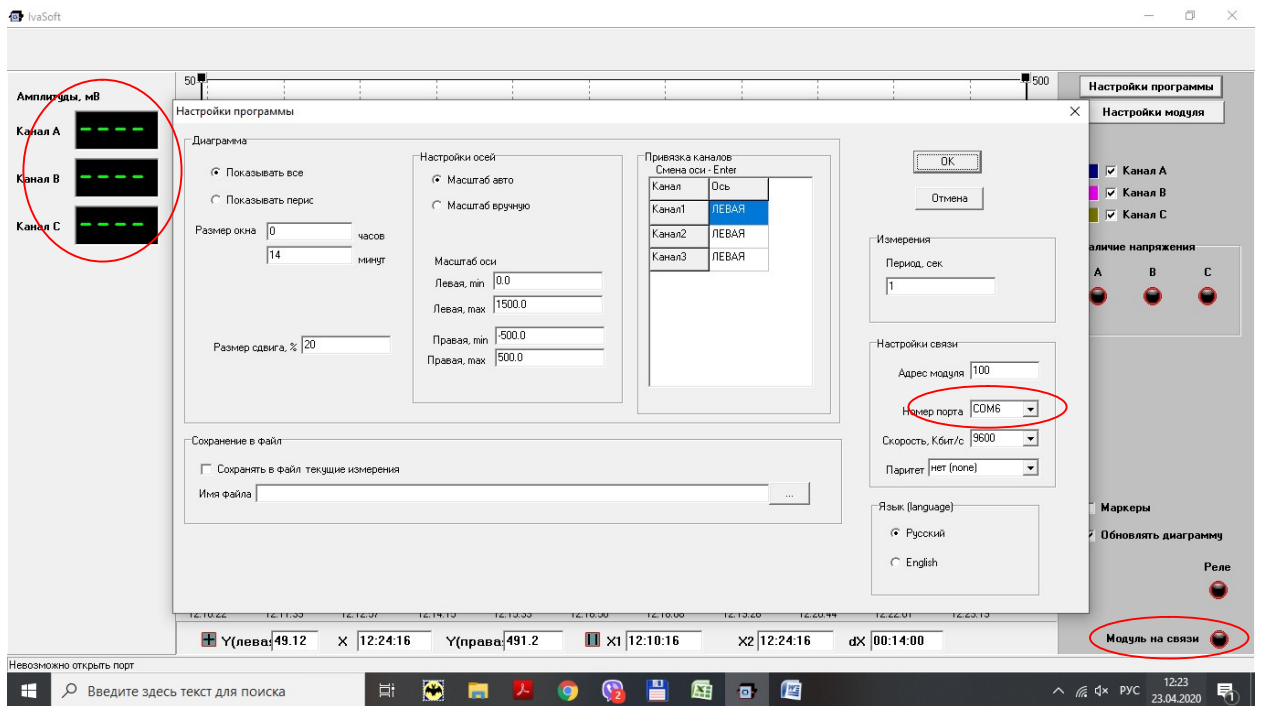 IvaSoft
Амплитуды, мВ
Канал A
Канал B
Канал C
50
500
Настройки программы
Диаграмма
Показывать все
Показывать перис
Размер окна 0 часов
14 минут
Размер сдвига, % 20
Настройки осей
Масштаб авто
Масштаб вручную
Масштаб оси
Левая, min 0.0
Левая, max 1500.0
Правая, min -500.0
Правая, max 500.0
Привязка каналов
Смена оси - Enter
Канал Ось
Канал1 ЛЕВАЯ
Канал2 ЛЕВАЯ
Канал3 ЛЕВАЯ
OK
Отмена
Измерения
Период, сек
1
Настройки связи
Адрес модуля 100
Номер порта COM6
Скорость, Кбит/с 9600
Паритет нет (none)
Язык (language)
Русский
English
Сохранение в файл
Сохранять в файл текущие измерения
Имя файла ...
Настройки программы
Настройки модуля
Канал A
Канал B
Канал C
аличие напряжени
A B C
Маркеры
Обновлять диаграмму
Реле
Модуль на связи
Y(лева: 49.12 X 12:24:16 Y(права: 491.2 X1 12:10:16 X2 12:24:16 dX 00:14:00
Невозможно открыть порт
Введите здесь текст для поиска
2
РУС
12:23
23.04.2020
1